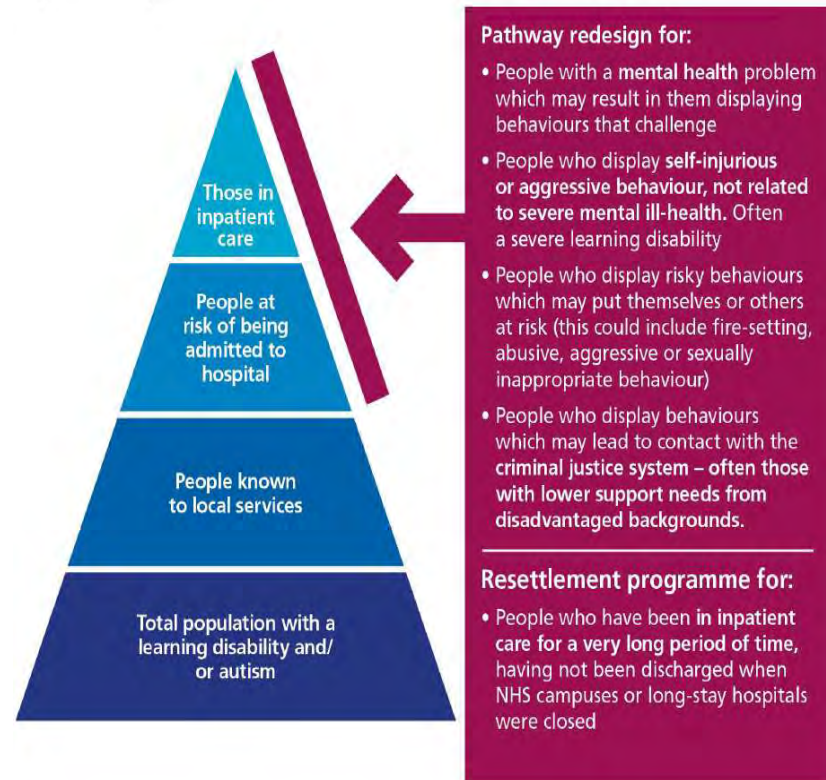 Those in
inpatient
care
People at
risk of being
admitted to
hospital
People known
to local services
Total population with a
learning disability and/
or autism
Pathway redesign for:
• People with a mental health problem
which may result in them displaying
behaviours that challenge
• People who display self-injurious
or aggressive behaviour, not related
to severe mental ill-health. Often
a severe learning disability
• People who display risky behaviours
which may put themselves or others
at risk (this could include fire-setting,
abusive, aggressive or sexually
inappropriate behaviour)
• People who display behaviours
which may lead to contact with the
criminal justice system – often those
with lower support needs from
disadvantaged backgrounds.
Resettlement programme for:
• People who have been in inpatient
care for a very long period of time,
having not been discharged when
NHS campuses or long-stay hospitals
were closed